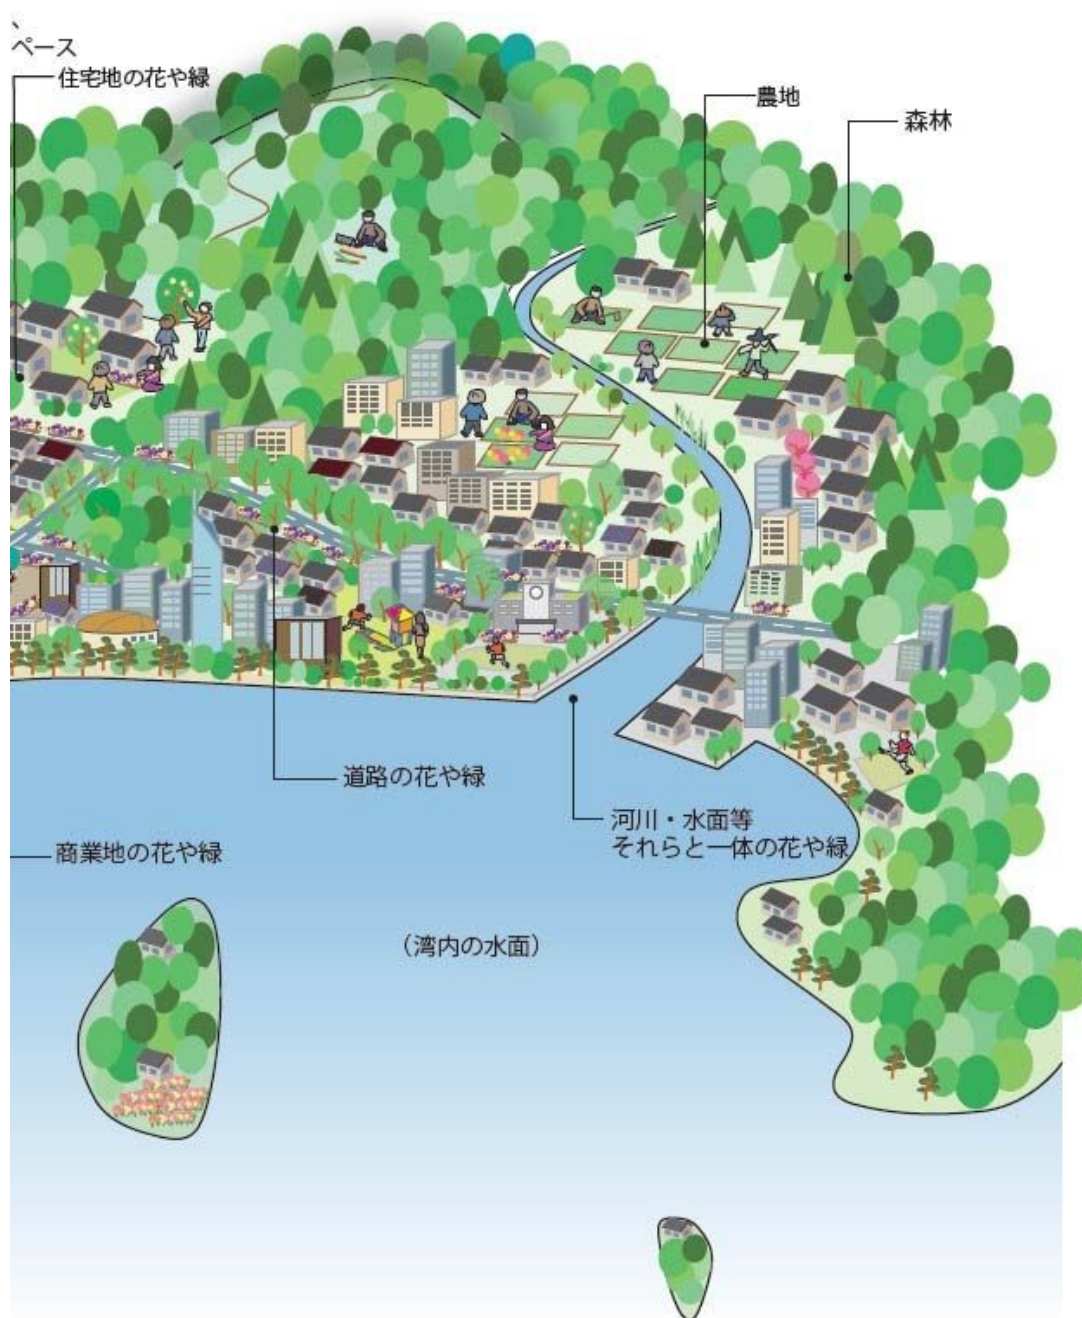 、
ペース
住宅地の花や緑
農地
森林
道路の花や緑
河川・水面等
それらと一体の花や緑
商業地の花や緑
（湾内の水面）